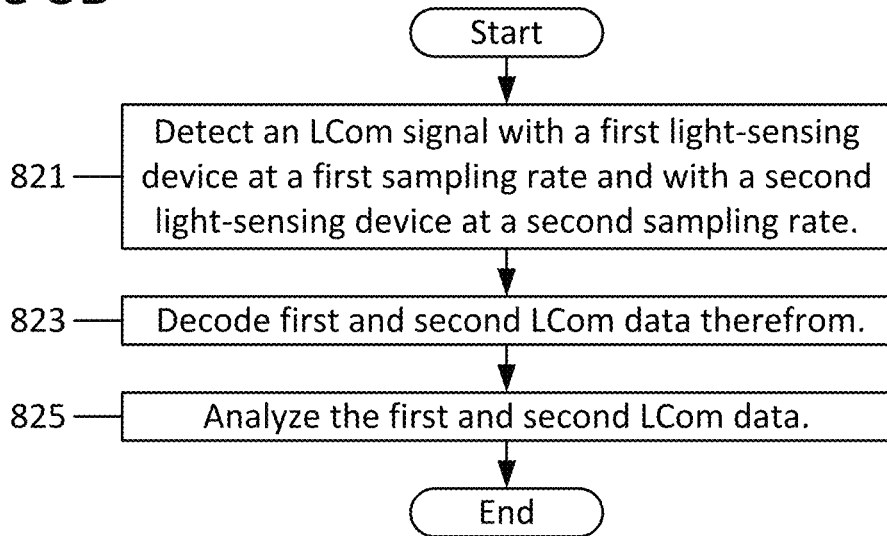 Start
821
Detect an LCom signal with a first light-sensing
device at a first sampling rate and with a second
light-sensing device at a second sampling rate.
823
Decode first and second LCom data therefrom.
825
Analyze the first and second LCom data.
End